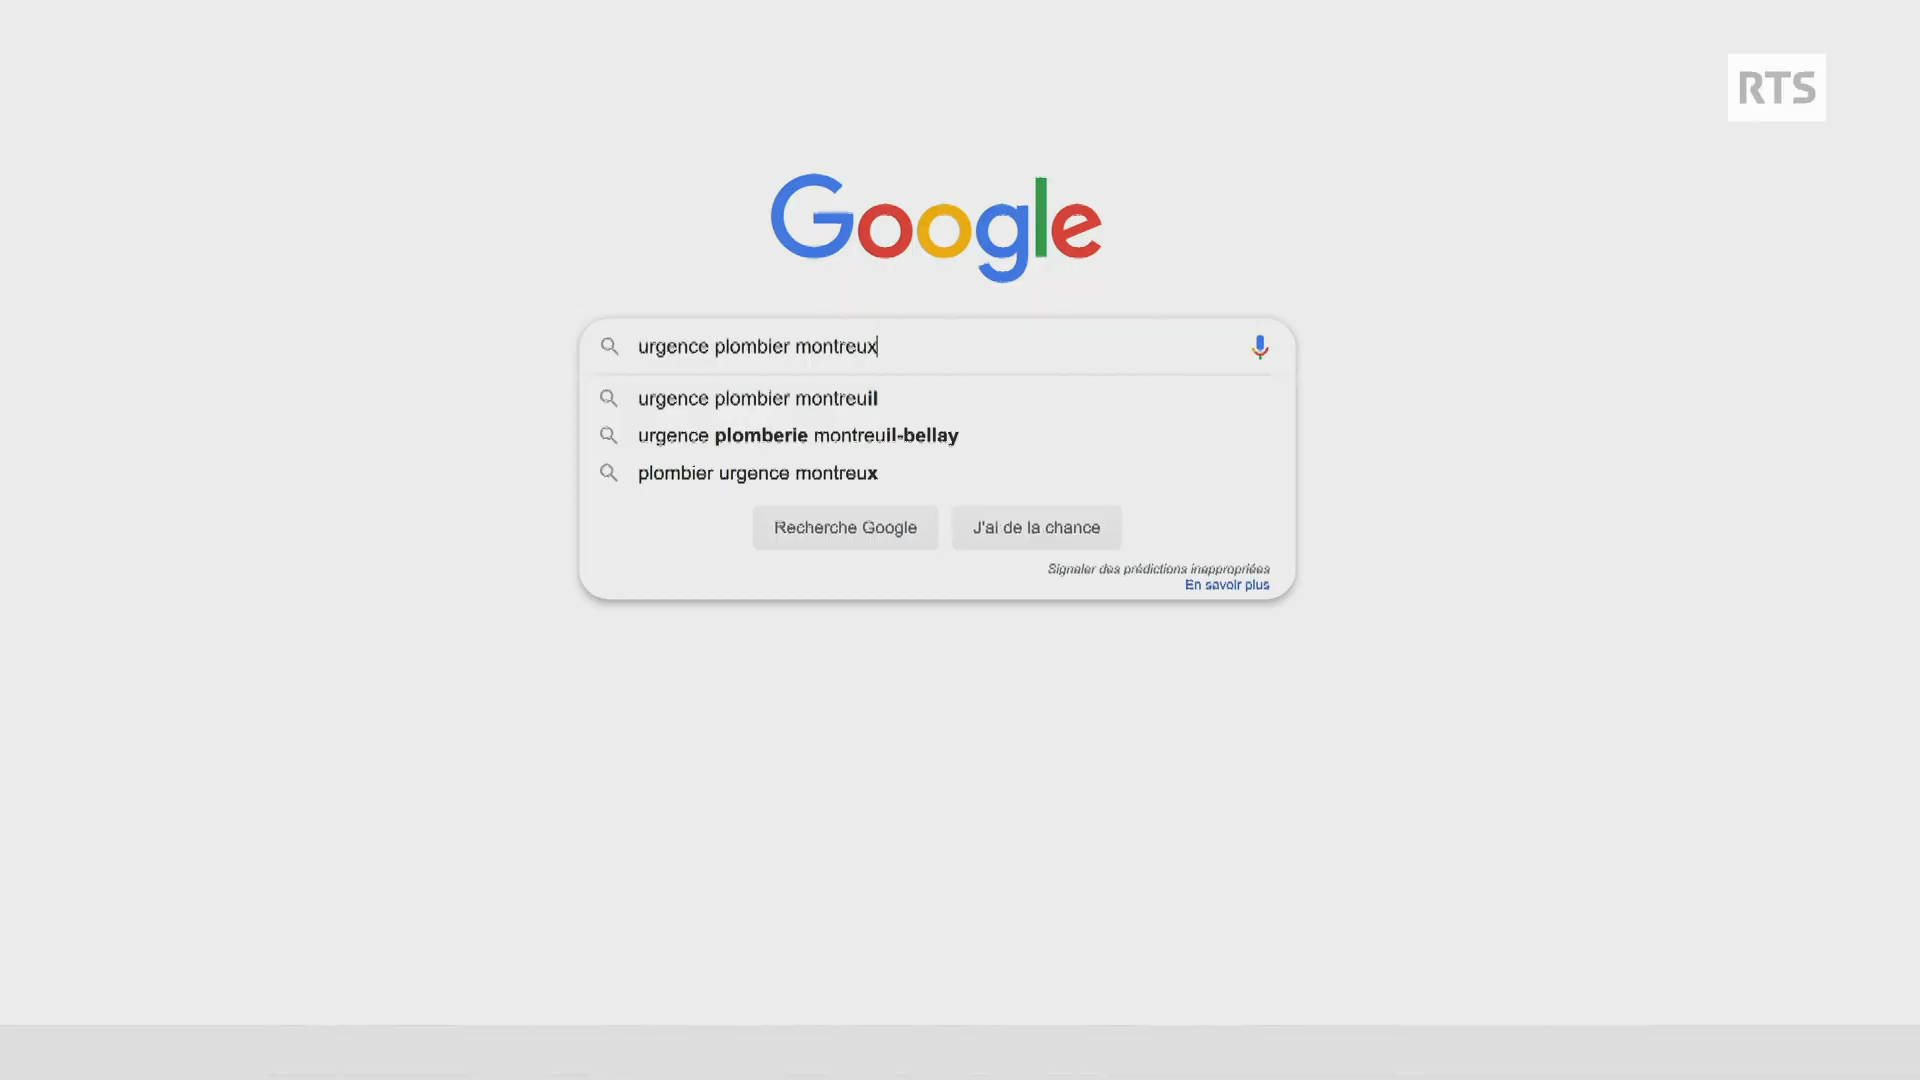 RTS
Google
urgence plombier montreux
urgence plombier montreuil
urgence plomberie montreuil-bellay
plombier urgence montreux
Recherche Google
J'ai de la chance
Signaler des prédictions inappropriées
En savoir plus